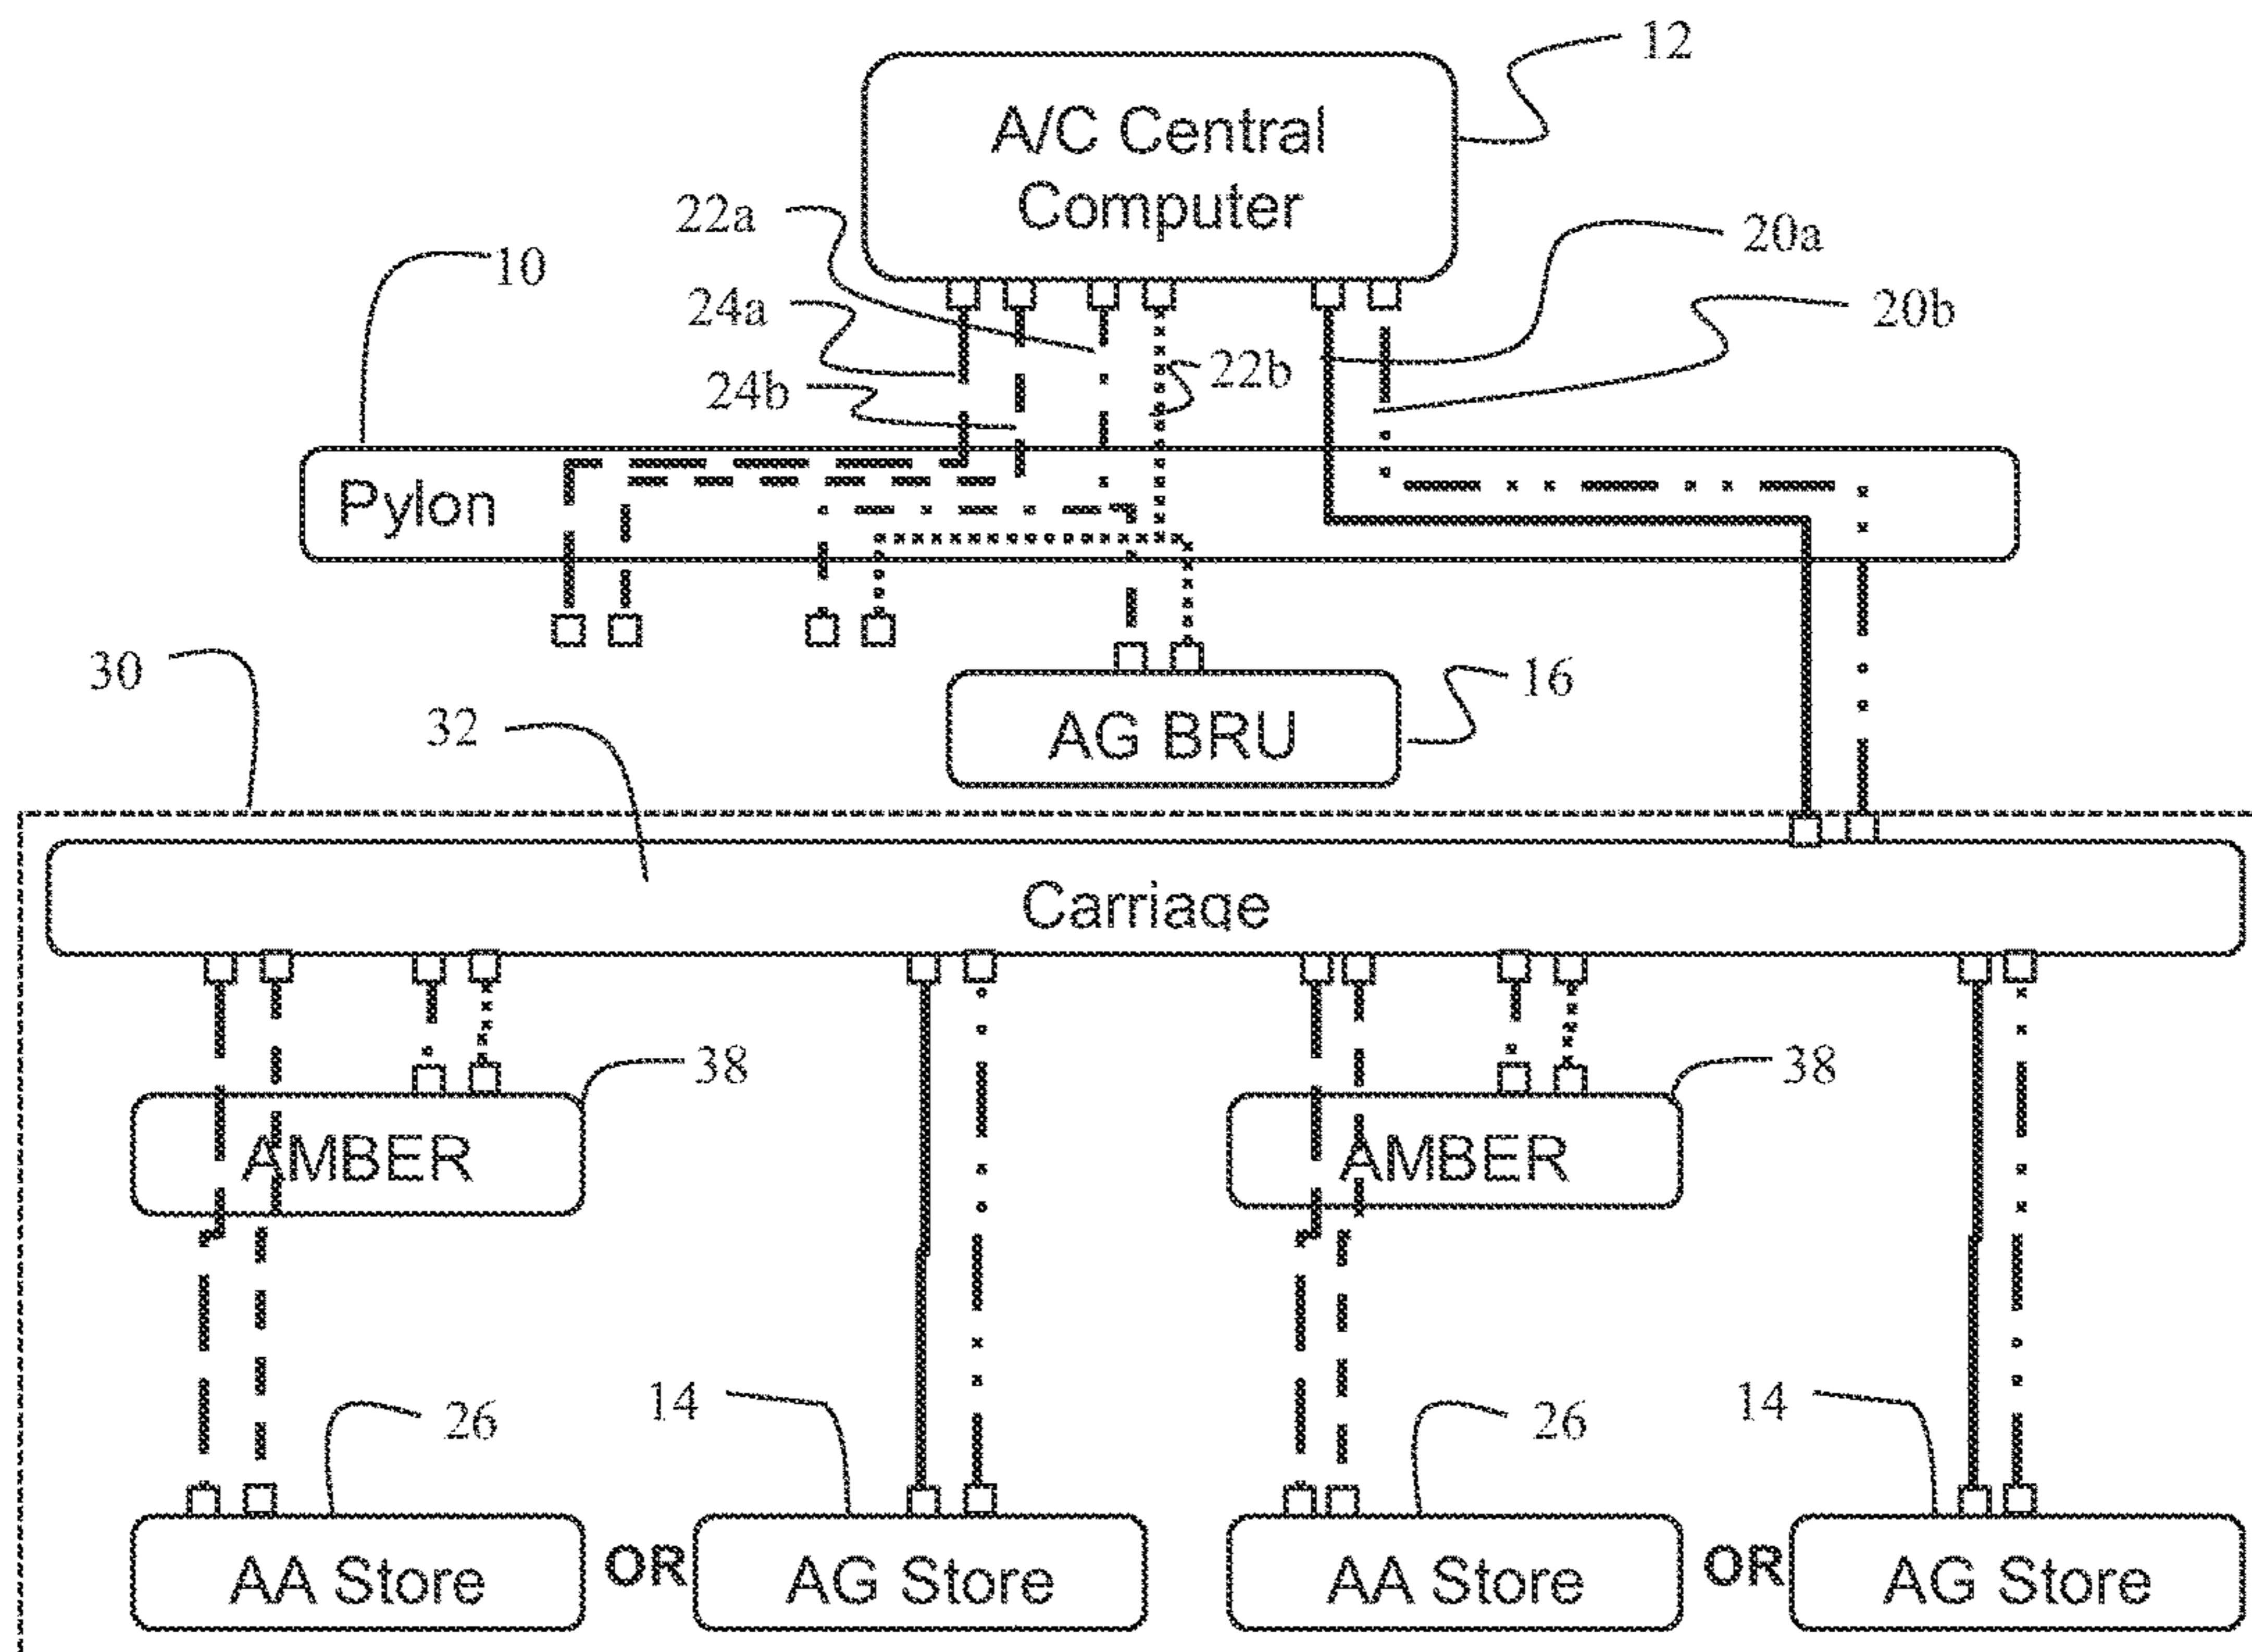 12
A/C Central
Computer
22a
20a
10
24a
20b
24b
22b
Pylon
30
16
32
AG BRU
Carriage
38
38
AMBER
AMBER
26
14
26
14
AA Store
OR
AG Store
AA Store
OR
AG Store